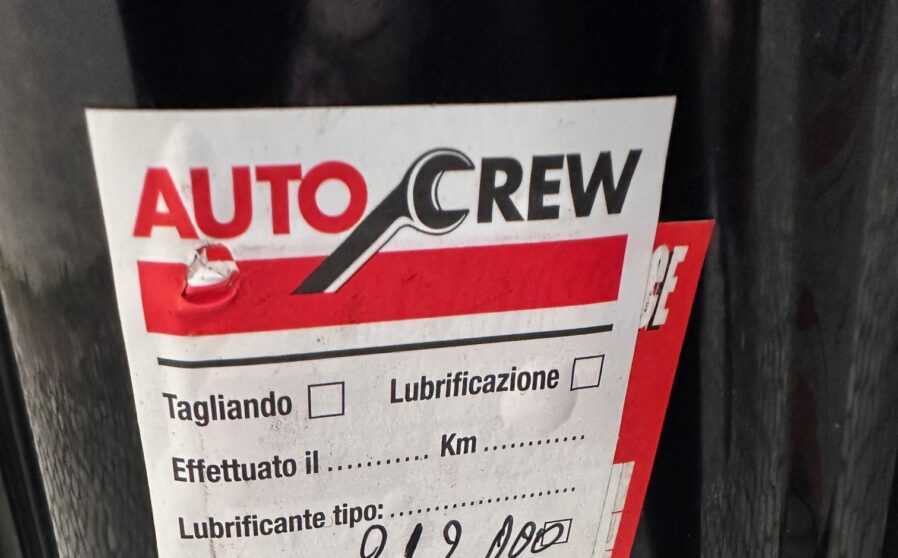 AUTO CREW
Tagliando Lubrificazione
Effettuato il ........... Km ............
Lubrificante tipo: ......................